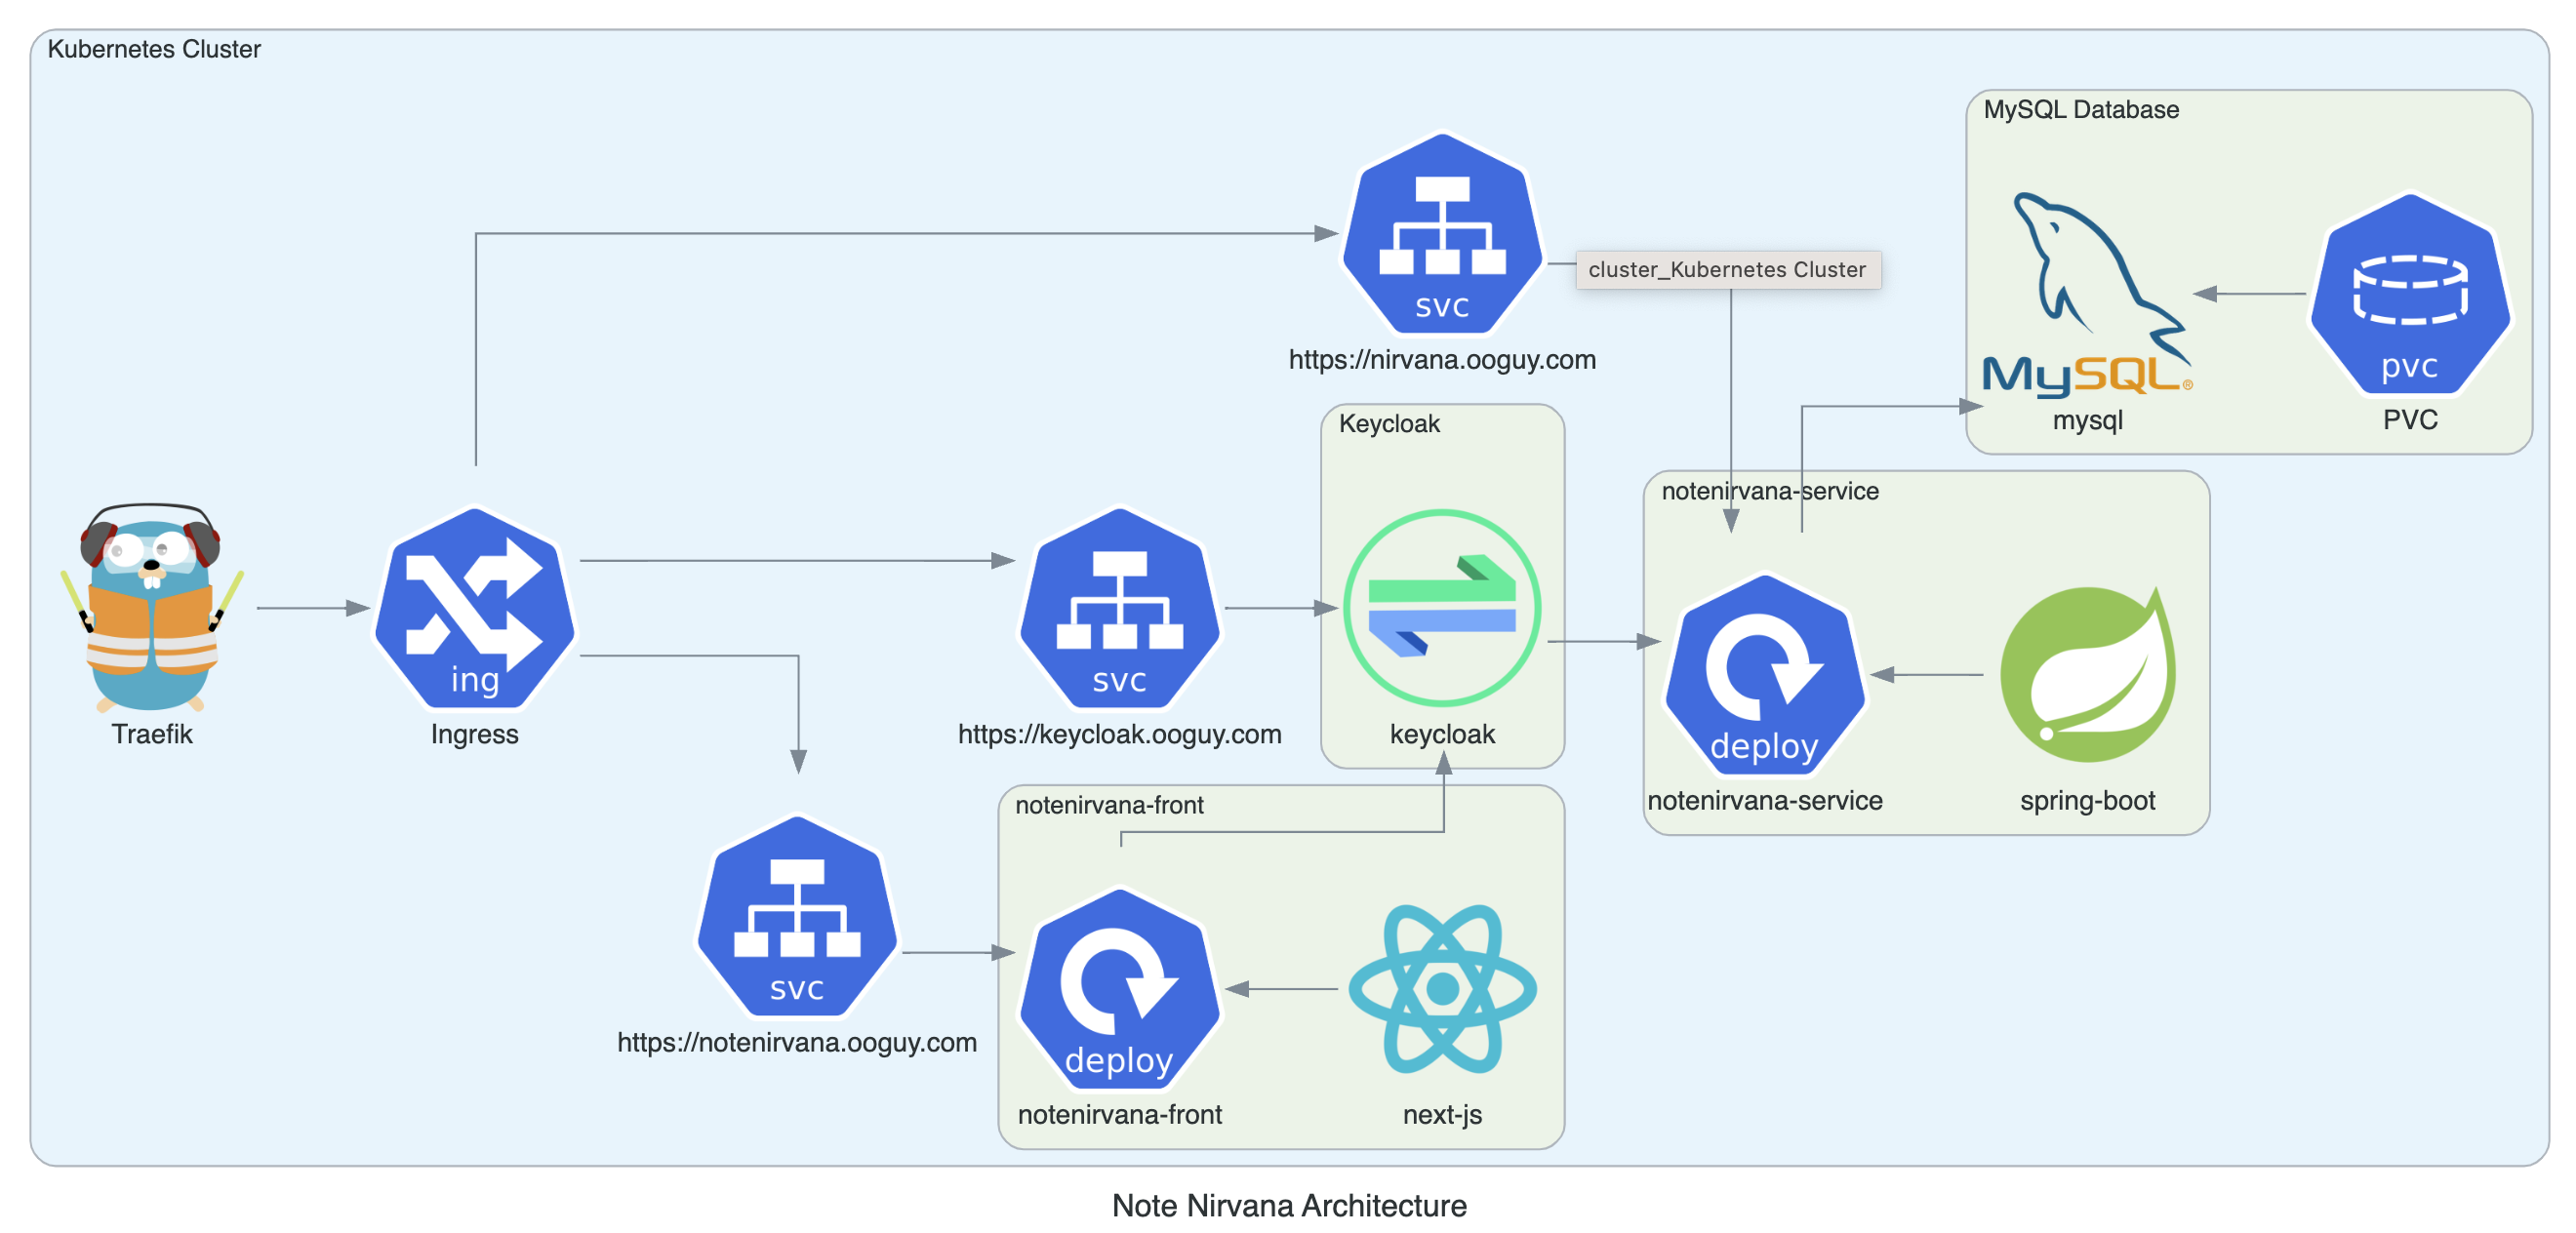 Kubernetes Cluster
MySQL Database
svc
cluster_Kubernetes Cluster
https://nirvana.ooguy.com
MySQL®
pvc
mysql
PVC
Keycloak
notenirvana-service
ing
svc
deploy
Traefik
Ingress
https://keycloak.ooguy.com
keycloak
notenirvana-service
spring-boot
notenirvana-front
svc
https://notenirvana.ooguy.com
deploy
notenirvana-front
next-js
Note Nirvana Architecture